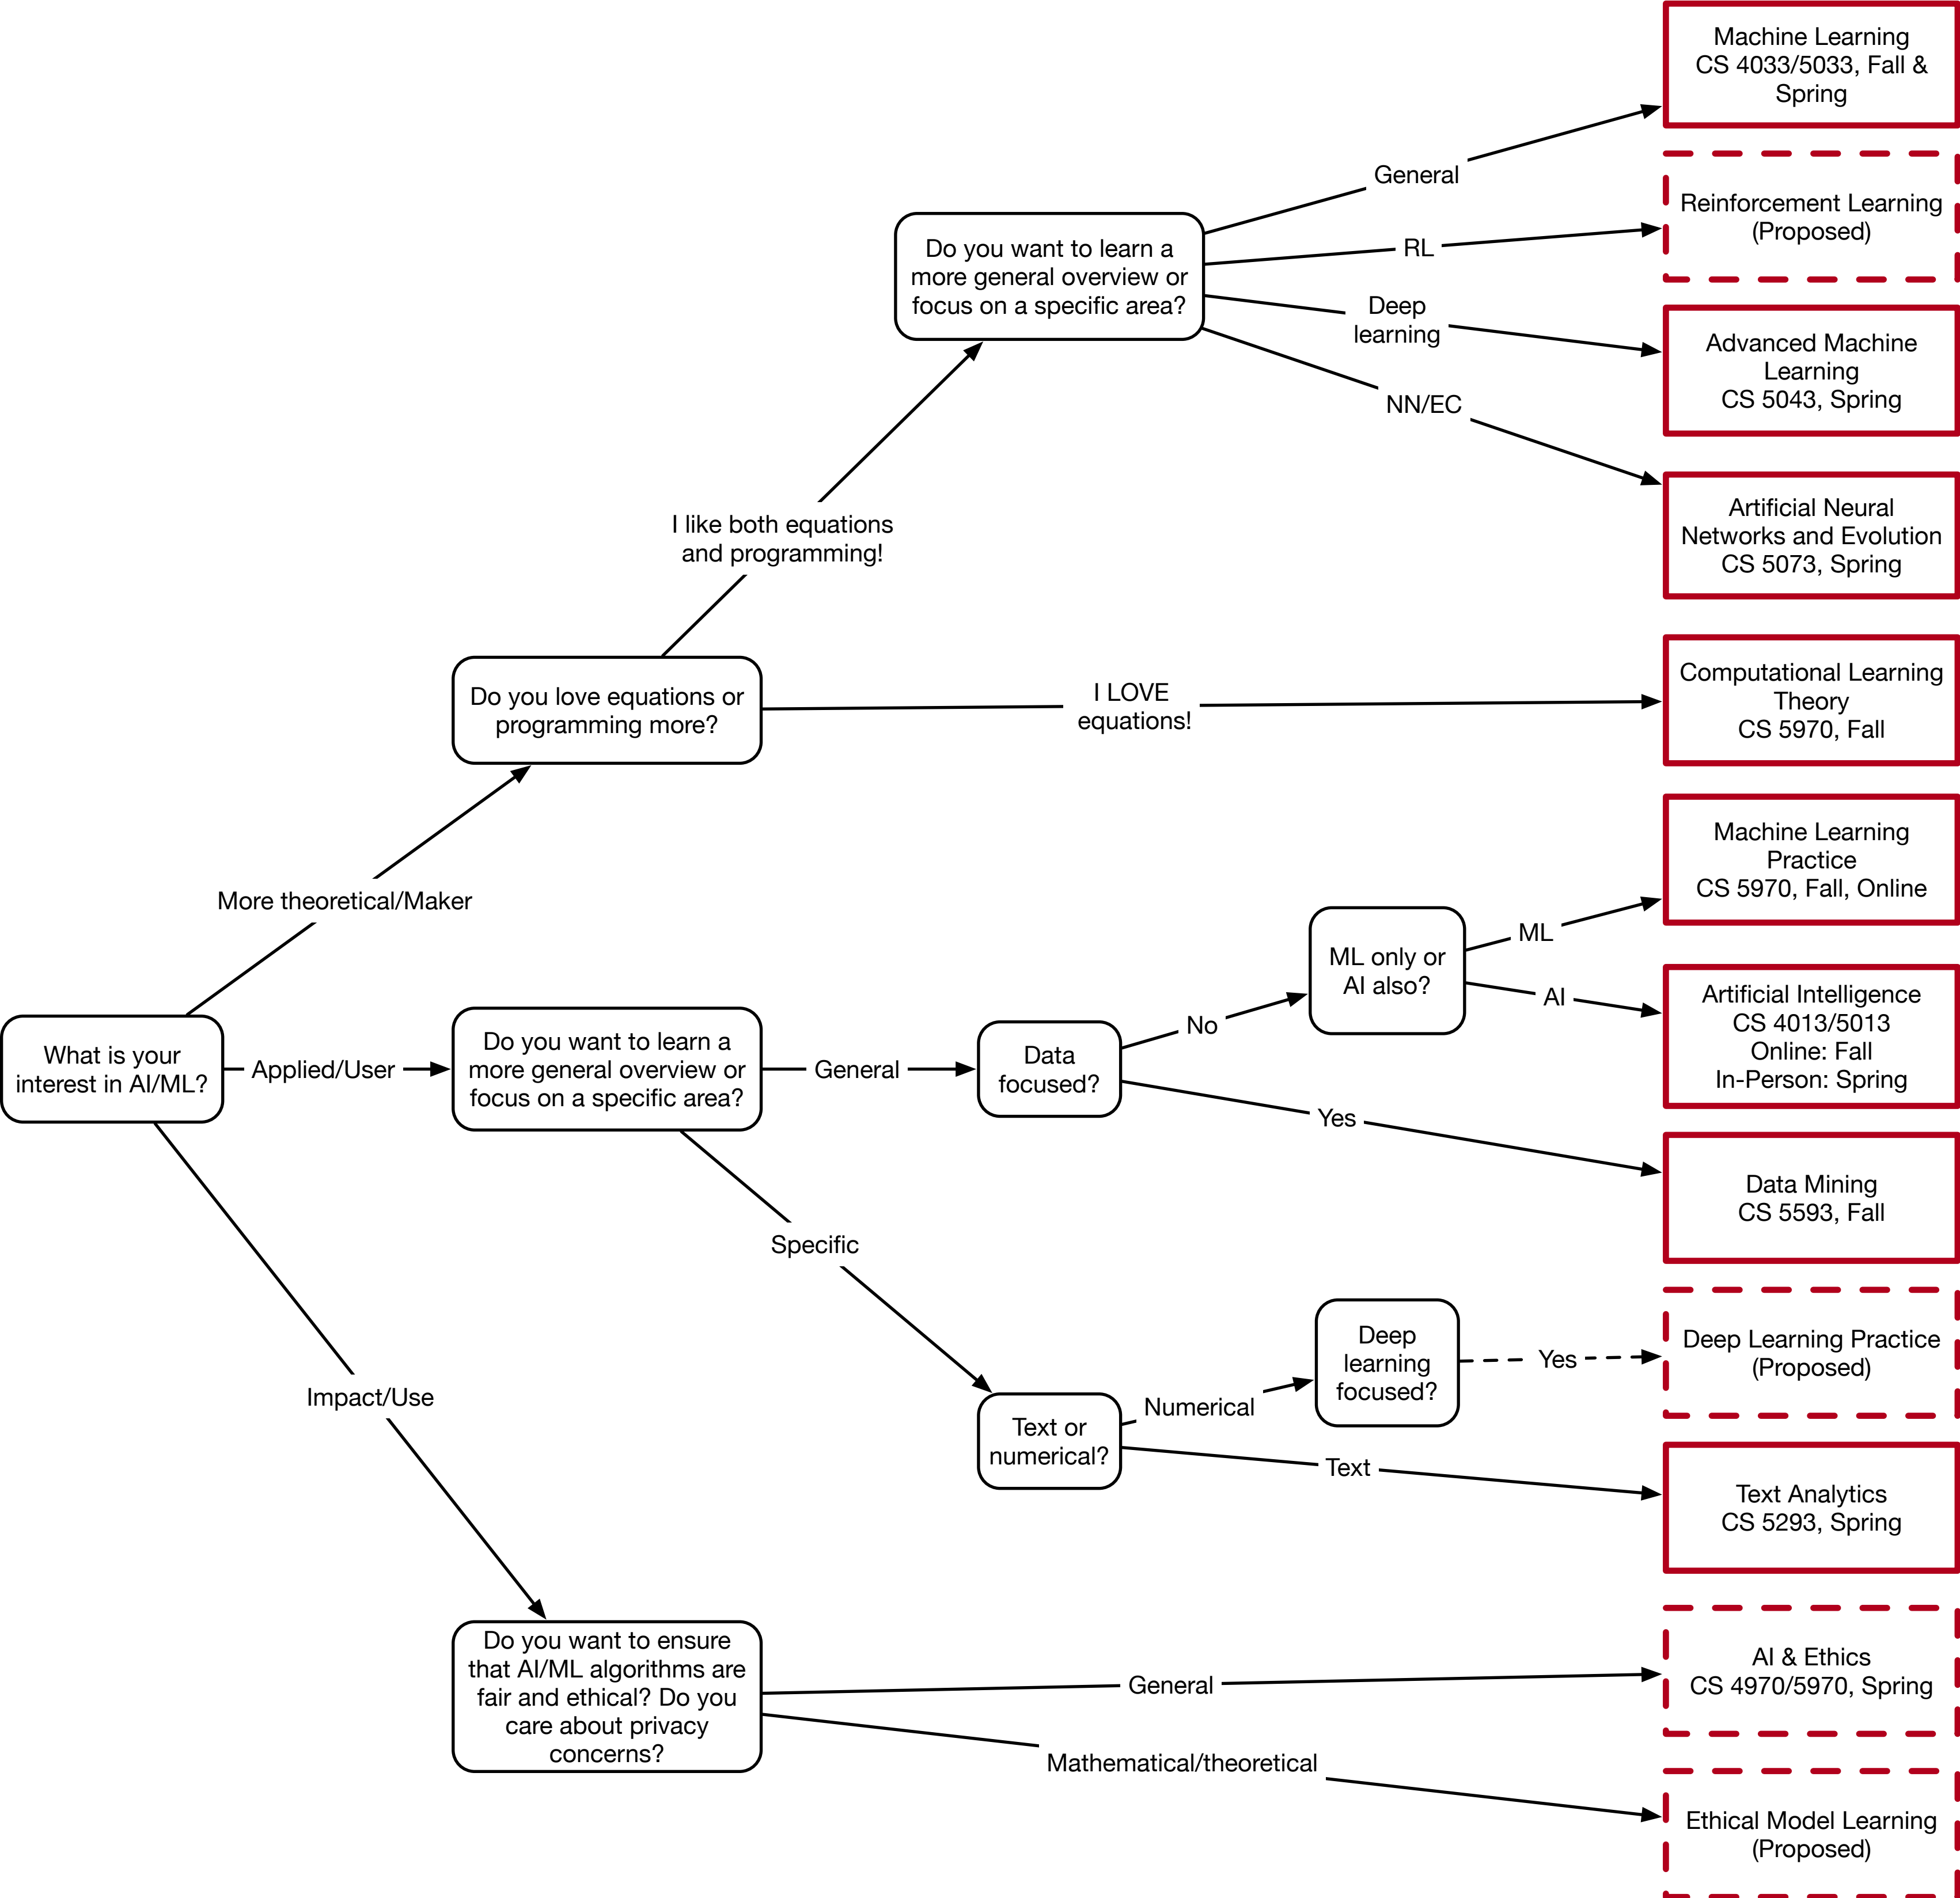 Machine Learning
CS 4033/5033, Fall &
Spring
General
Reinforcement Learning
(Proposed)
Do you want to learn a
more general overview or
focus on a specific area?
RL
Deep
learning
Advanced Machine
Learning
CS 5043, Spring
NN/EC
Artificial Neural
Networks and Evolution
CS 5073, Spring
I like both equations
and programming!
Do you love equations or
programming more?
I LOVE
equations!
Computational Learning
Theory
CS 5970, Fall
More theoretical/Maker
Machine Learning
Practice
CS 5970, Fall, Online
ML only or
AI also?
ML
AI
Artificial Intelligence
CS 4013/5013
Online: Fall
In-Person: Spring
What is your
interest in AI/ML?
Applied/User
Do you want to learn a
more general overview or
focus on a specific area?
General
Data
focused?
No
Yes
Data Mining
CS 5593, Fall
Specific
Deep
learning
focused?
Yes
Deep Learning Practice
(Proposed)
Impact/Use
Text or
numerical?
Numerical
Text
Text Analytics
CS 5293, Spring
Do you want to ensure
that AI/ML algorithms are
fair and ethical? Do you
care about privacy
concerns?
General
AI & Ethics
CS 4970/5970, Spring
Mathematical/theoretical
Ethical Model Learning
(Proposed)